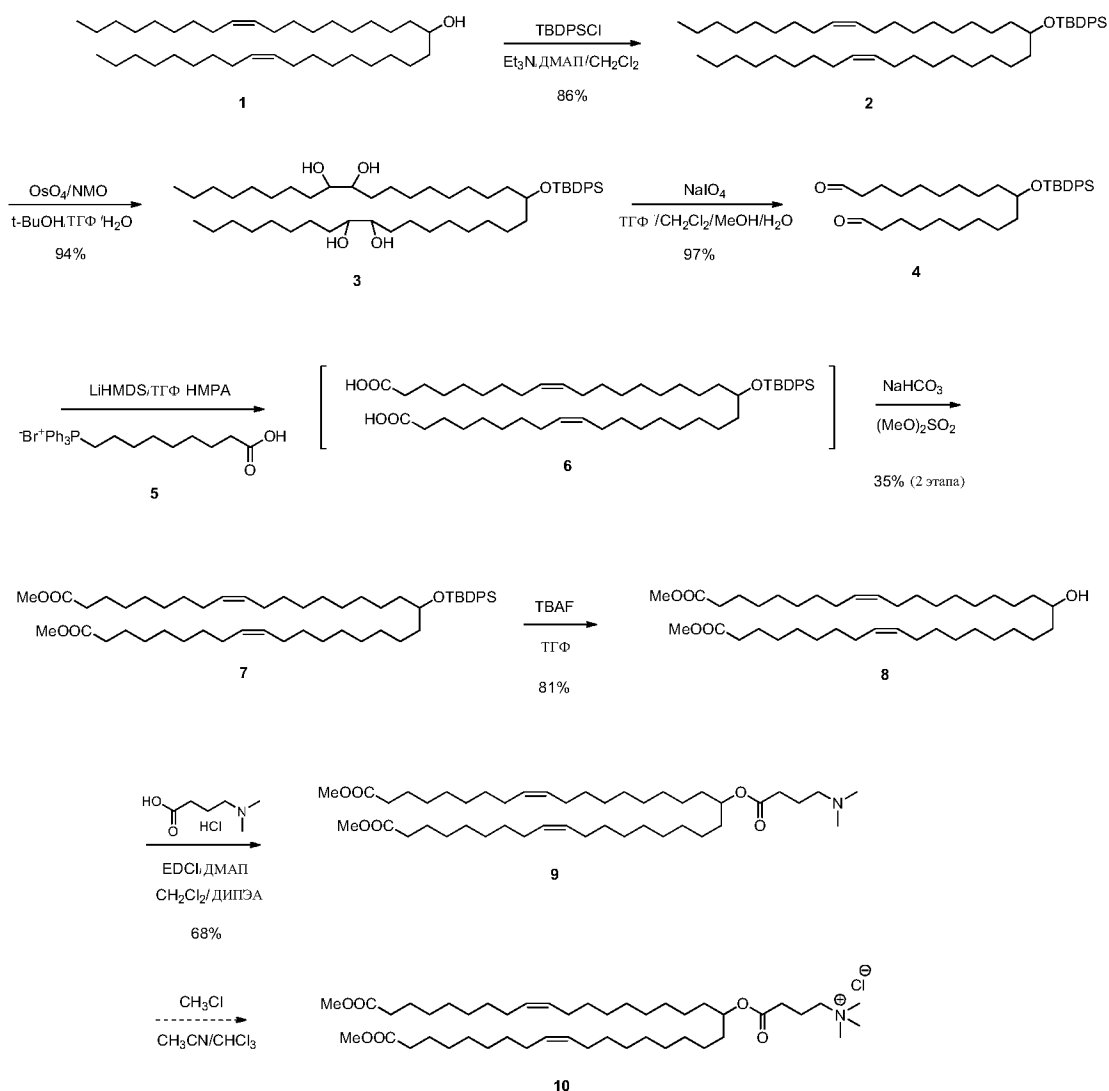 OH
TBDPSCl
Et3N,ДМАП/CH2Cl2
86%
OTBDPS
1
2
OsO4/NMO
t-BuOH,ТГФ/H2O
94%
HO OH
HO OH
OTBDPS
3
NaIO4
ТГФ/CH2Cl2/MeOH/H2O
97%
O
O
OTBDPS
4
LiHMDS,ТГФ HMPA
-Br+Ph3P
OH
O
5
HOOC
HOOC
OTBDPS
6
NaHCO3
(MeO)2SO2
35% (2 этапа)
MeOOC
MeOOC
OTBDPS
7
TBAF
ТГФ
81%
MeOOC
MeOOC
OH
8
HO
O
N
HCl
EDCl,ДМАП
CH2Cl2/ДИПЭА
68%
MeOOC
MeOOC
O
O
N
9
CH3Cl
CH3CN/CHCl3
MeOOC
MeOOC
O
O
N+
Cl-
10